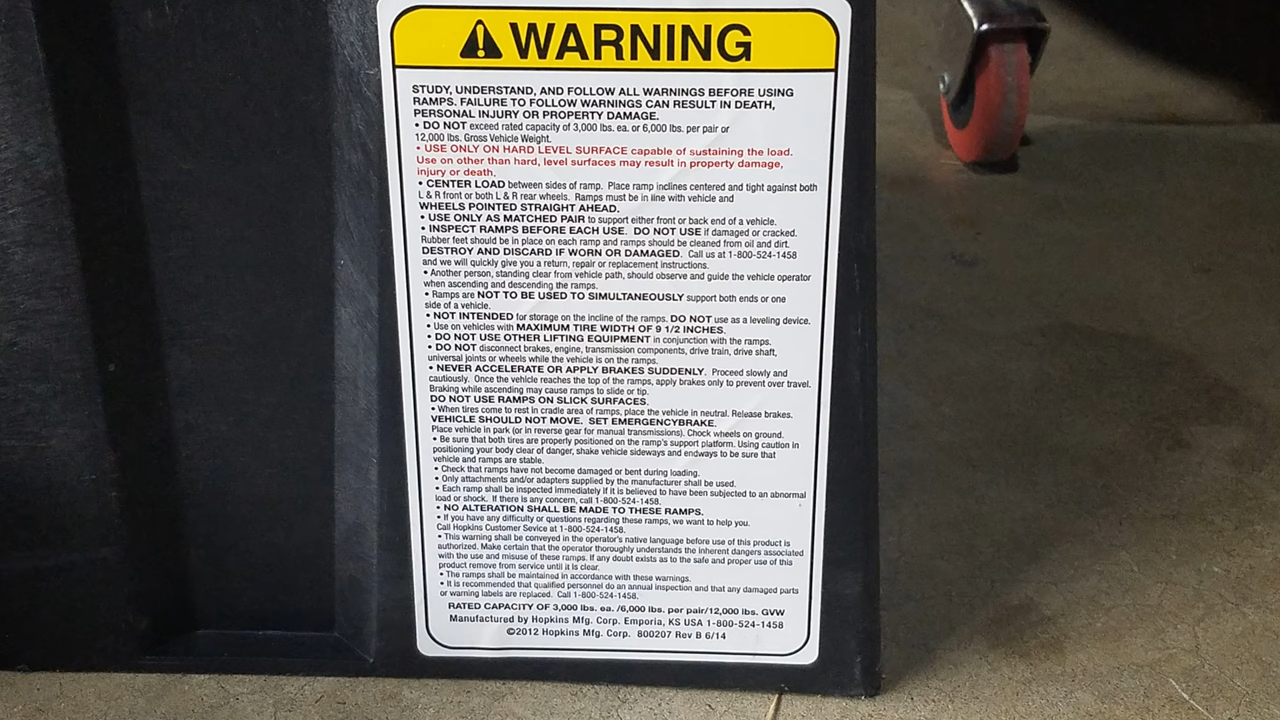 WARNING
STUDY, UNDERSTAND, AND FOLLOW ALL WARNINGS BEFORE USING
RAMPS. FAILURE TO FOLLOW WARNINGS CAN RESULT IN DEATH,
PERSONAL INJURY OR PROPERTY DAMAGE.
• DO NOT exceed rated capacity of 3,000 lbs. ea. or 6,000 lbs. per pair or
12,000 lbs. Gross Vehicle Weight.
• USE ONLY ON HARD LEVEL SURFACE capable of sustaining the load.
Use on other than hard, level surfaces may result in property damage,
injury or death.
• CENTER LOAD between sides of ramp. Place ramp inclines centered and tight against both
L & R front or both L & R rear wheels. Ramps must be in line with vehicle and
WHEELS POINTED STRAIGHT AHEAD.
• USE ONLY AS MATCHED PAIR to support either front or back end of a vehicle.
• INSPECT RAMPS BEFORE EACH USE. DO NOT USE if damaged or cracked.
Rubber feet should be in place on each ramp and ramps should be cleaned from oil and dirt.
DESTROY AND DISCARD IF WORN OR DAMAGED. Call us at 1-800-524-1458
and we will quickly give you a return, repair or replacement instructions.
• Another person, standing clear from vehicle path, should observe and guide the vehicle operator
when ascending and descending the ramps.
• Ramps are NOT TO BE USED TO SIMULTANEOUSLY support both ends or one
side of a vehicle.
• NOT INTENDED for storage on the incline of the ramps. DO NOT use as a leveling device.
• Use on vehicles with MAXIMUM TIRE WIDTH OF 9 1/2 INCHES.
• DO NOT USE OTHER LIFTING EQUIPMENT in conjunction with the ramps.
• DO NOT disconnect brakes, engine, transmission components, drive train, drive shaft,
universal joints or wheels while the vehicle is on the ramps.
• NEVER ACCELERATE OR APPLY BRAKES SUDDENLY. Proceed slowly and
cautiously. Once the vehicle reaches the top of the ramps, apply brakes only to prevent over travel.
Braking while ascending may cause ramps to slide or tip.
DO NOT USE RAMPS ON SLICK SURFACES.
• When tires come to rest in cradle area of ramps, place the vehicle in neutral. Release brakes.
VEHICLE SHOULD NOT MOVE. SET EMERGENCYBRAKE.
Place vehicle in park (or in reverse gear for manual transmissions). Chock wheels on ground.
• Be sure that both tires are properly positioned on the ramp's support platform. Using caution in
positioning your body clear of danger, shake vehicle sideways and endways to be sure that
vehicle and ramps are stable.
• Check that ramps have not become damaged or bent during loading.
• Only attachments and/or adapters supplied by the manufacturer shall be used.
• Each ramp shall be inspected immediately if it is believed to have been subjected to an abnormal
load or shock. If there is any concern, call 1-800-524-1458.
• NO ALTERATION SHALL BE MADE TO THESE RAMPS.
• If you have any difficulty or questions regarding these ramps, we want to help you.
Call Hopkins Customer Sevice at 1-800-524-1458.
• This warning shall be conveyed in the operator's native language before use of this product is
authorized. Make certain that the operator thoroughly understands the inherent dangers associated
with the use and misuse of these ramps. If any doubt exists as to the safe and proper use of this
product remove from service until it is clear.
• The ramps shall be maintained in accordance with these warnings.
• It is recommended that qualified personnel do an annual inspection and that any damaged parts
or warning labels are replaced. Call 1-800-524-1458.
RATED CAPACITY OF 3,000 lbs. ea. /6,000 lbs. per pair/12,000 lbs. GVW
Manufactured by Hopkins Mfg. Corp. Emporia, KS USA 1-800-524-1458
©2012 Hopkins Mfg. Corp. 800207 Rev B 6/14